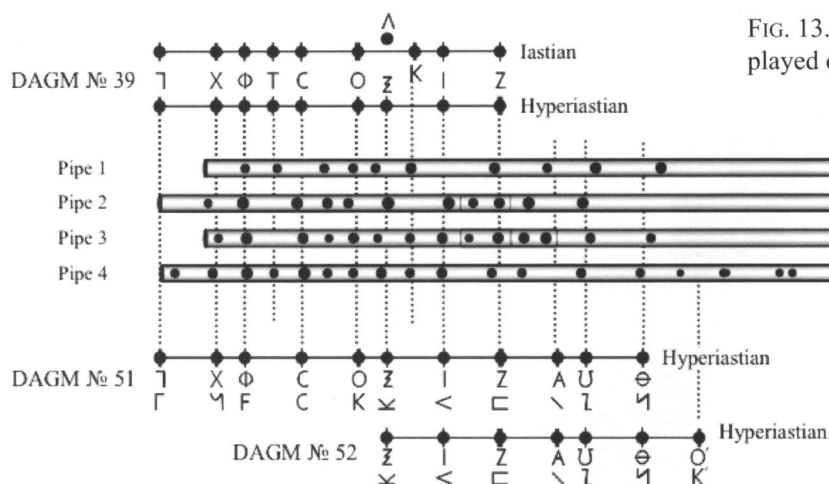 FIG. 13.
played
Λ
Iastian
DAGM № 39
Χ Φ Τ C Ο Κ Ι Ζ
Hyperiastian
Pipe 1
Pipe 2
Pipe 3
Pipe 4
Hyperiastian
DAGM № 51
Χ Φ C Ο Ι Ζ Α Ʊ Θ
Γ F C Κ <
Hyperiastian
DAGM № 52
Ι Ζ Α Ʊ Θ Ο′
< Κ′